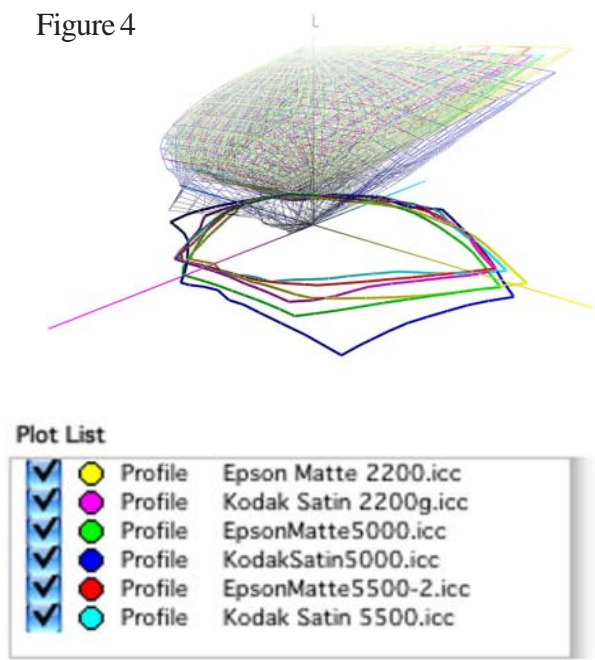 Figure 4
L
Plot List
Profile Epson Matte 2200.icc
Profile Kodak Satin 2200g.icc
Profile EpsonMatte5000.icc
Profile KodakSatin5000.icc
Profile EpsonMatte5500-2.icc
Profile Kodak Satin 5500.icc